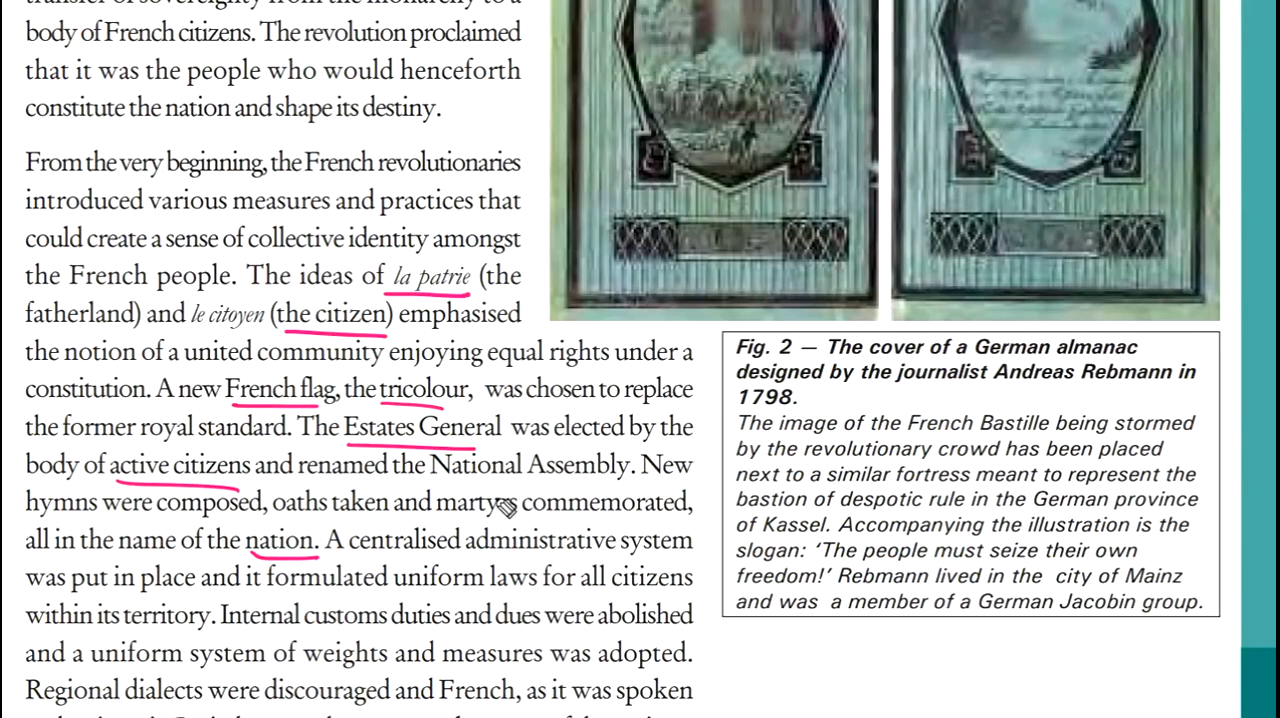 transfer of sovereignty from the monarchy to a
body of French citizens. The revolution proclaimed
that it was the people who would henceforth
constitute the nation and shape its destiny.
From the very beginning, the French revolutionaries
introduced various measures and practices that
could create a sense of collective identity amongst
the French people. The ideas of la patrie (the
fatherland) and le citoyen (the citizen) emphasised
the notion of a united community enjoying equal rights under a
constitution. A new French flag, the tricolour, was chosen to replace
the former royal standard. The Estates General was elected by the
body of active citizens and renamed the National Assembly. New
hymns were composed, oaths taken and martyrs commemorated,
all in the name of the nation. A centralised administrative system
was put in place and it formulated uniform laws for all citizens
within its territory. Internal customs duties and dues were abolished
and a uniform system of weights and measures was adopted.
Regional dialects were discouraged and French, as it was spoken
Fig. 2 — The cover of a German almanac
designed by the journalist Andreas Rebmann in
1798.
The image of the French Bastille being stormed
by the revolutionary crowd has been placed
next to a similar fortress meant to represent the
bastion of despotic rule in the German province
of Kassel. Accompanying the illustration is the
slogan: ‘The people must seize their own
freedom!’ Rebmann lived in the city of Mainz
and was a member of a German Jacobin group.